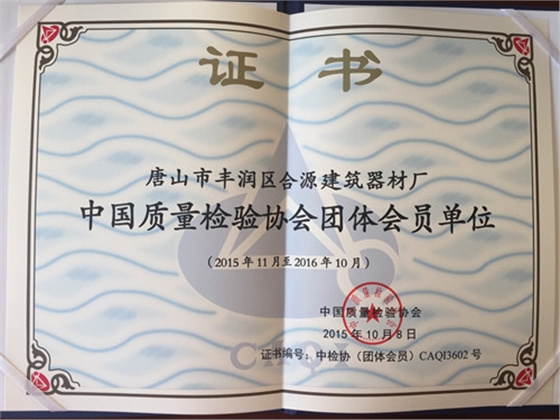 证书
唐山市丰润区合源建筑器材厂
中国质量检验协会团体会员单位
(2015年11月至2016年10月)
中国质量检验协会
2015年10月8日
证书编号：中检协（团体会员）CAQI3602号
CAQI